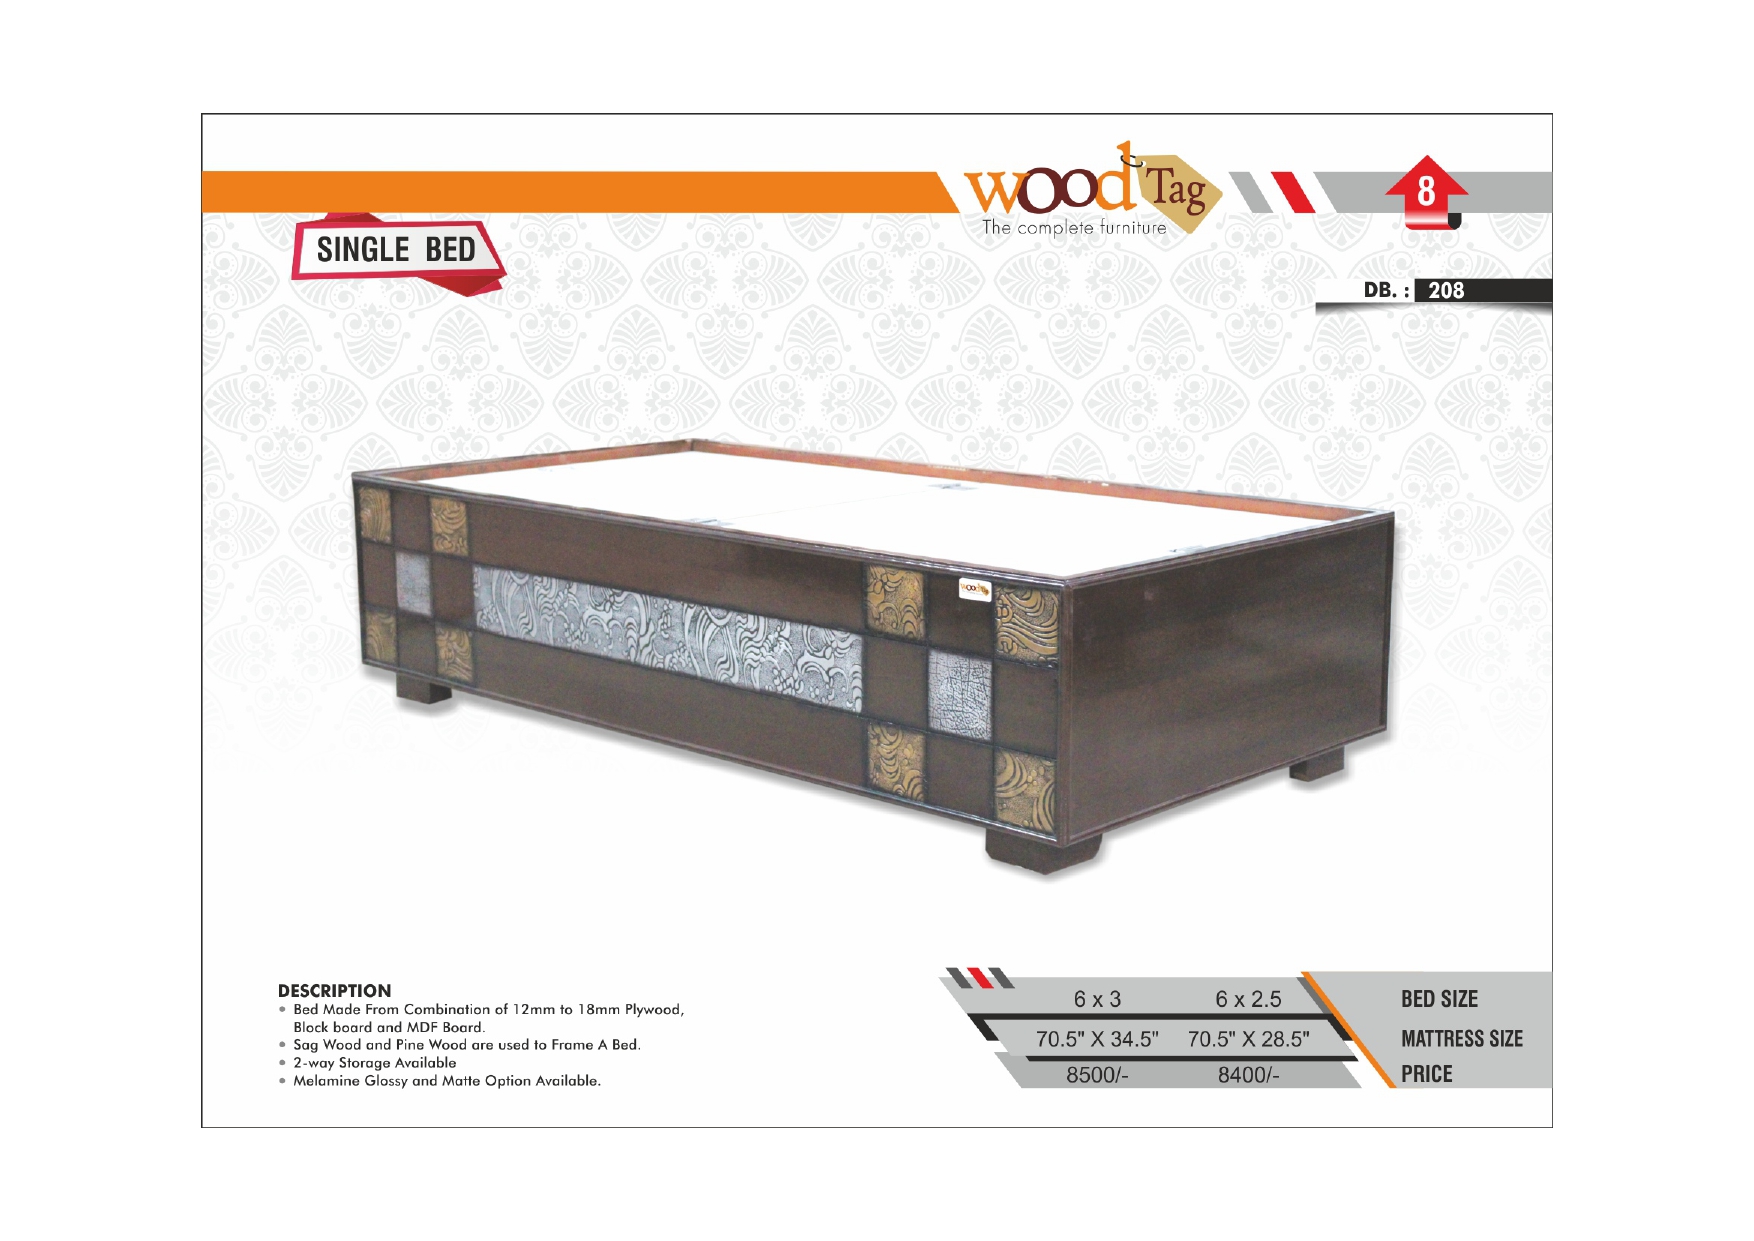 wood Tag
The complete furniture
8
SINGLE BED
DB. : 208
wood Tag
DESCRIPTION
• Bed Made From Combination of 12mm to 18mm Plywood,
Block board and MDF Board.
• Sag Wood and Pine Wood are used to Frame A Bed.
• 2-way Storage Available
• Melamine Glossy and Matte Option Available.
6 x 3 6 x 2.5 BED SIZE
70.5" X 34.5" 70.5" X 28.5" MATTRESS SIZE
8500/- 8400/- PRICE